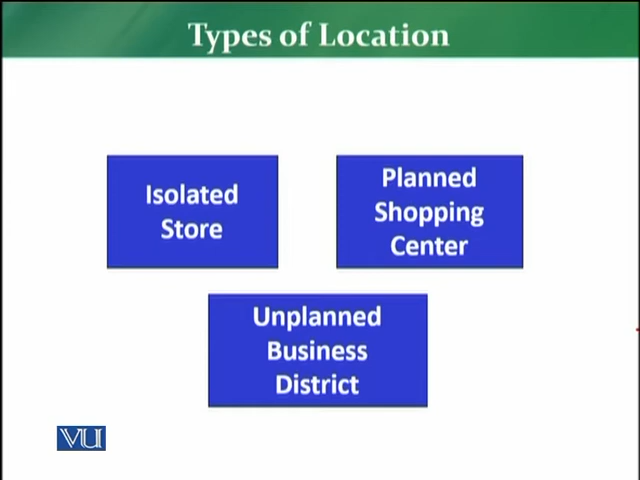 Types of Location
Isolated
Store
Planned
Shopping
Center
Unplanned
Business
District
VU